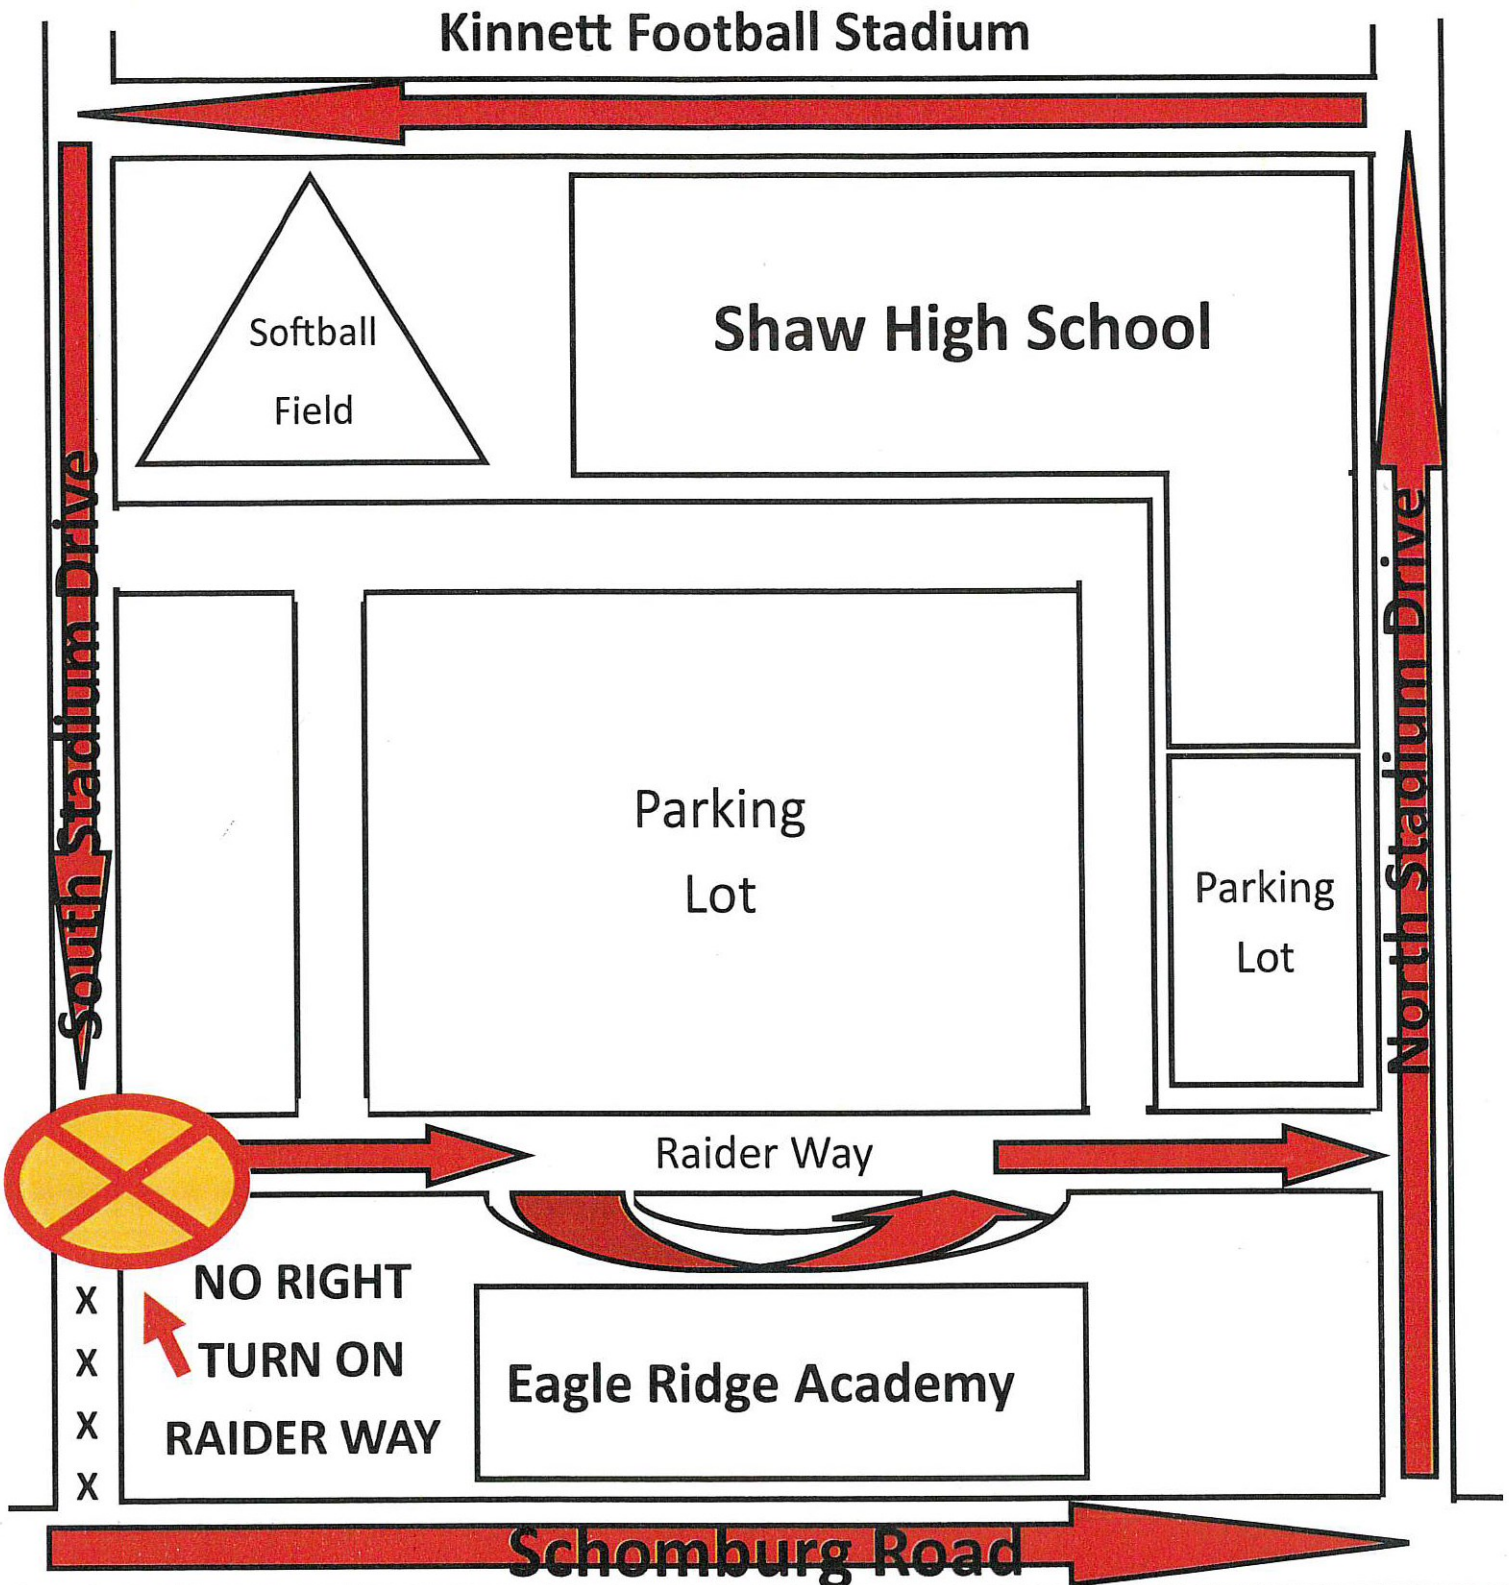 Kinnett Football Stadium
Softball
Field
Shaw High School
South Stadium Drive
North Stadium Drive
Parking
Lot
Parking
Lot
Raider Way
NO RIGHT
TURN ON
RAIDER WAY
X
X
X
X
Eagle Ridge Academy
Schomburg Road